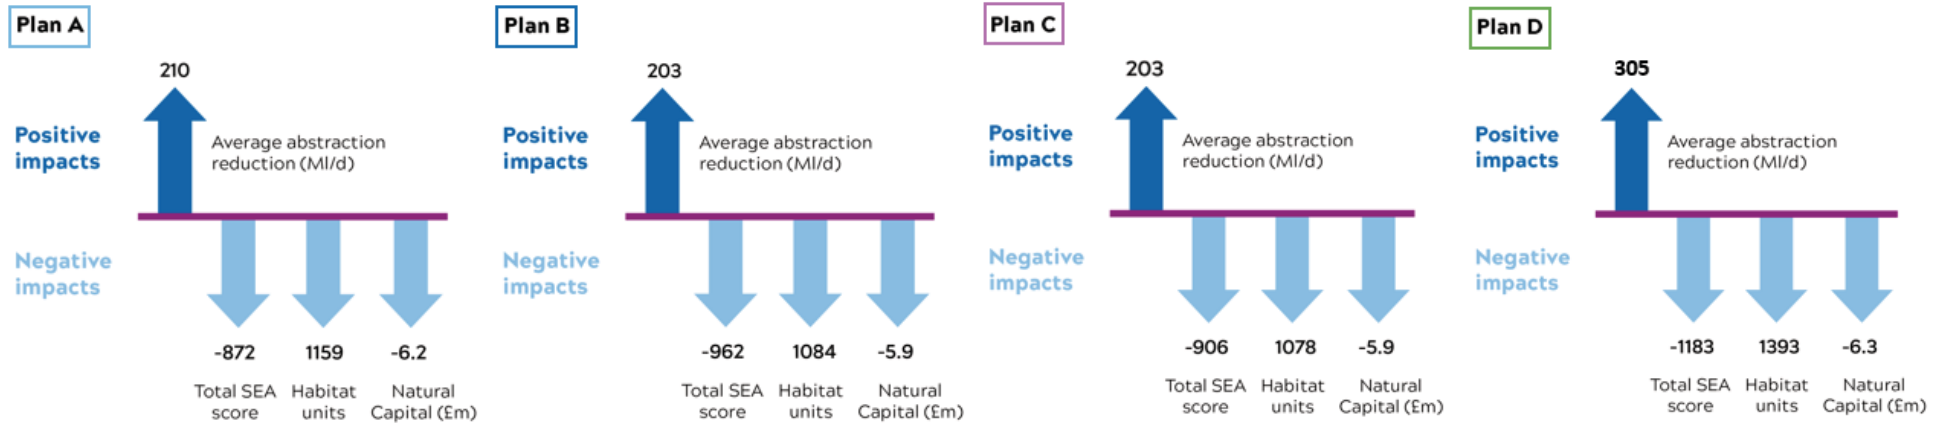 Plan A
210
Positive
impacts
Average abstraction
reduction (Ml/d)
Negative
impacts
-872 1159 -6.2
Total SEA score
Habitat units
Natural Capital (£m)
Plan B
203
Positive
impacts
Average abstraction
reduction (Ml/d)
Negative
impacts
-962 1084 -5.9
Total SEA score
Habitat units
Natural Capital (£m)
Plan C
203
Positive
impacts
Average abstraction
reduction (Ml/d)
Negative
impacts
-906 1078 -5.9
Total SEA score
Habitat units
Natural Capital (£m)
Plan D
305
Positive
impacts
Average abstraction
reduction (Ml/d)
Negative
impacts
-1183 1393 -6.3
Total SEA score
Habitat units
Natural Capital (£m)